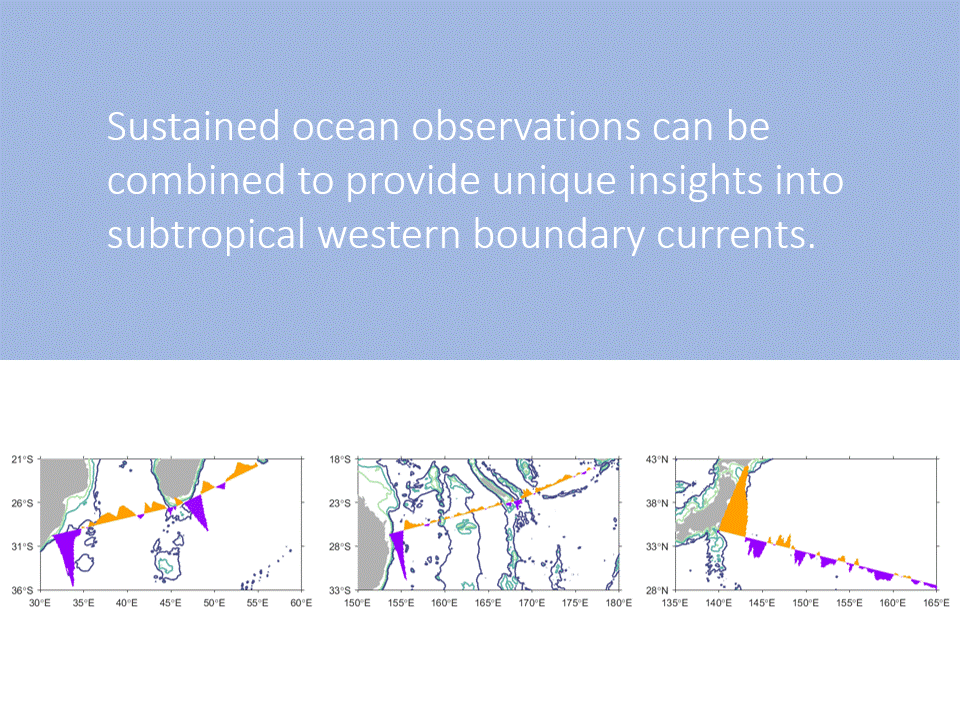 Sustained ocean observations can be
combined to provide unique insights into
subtropical western boundary currents.
21°S
26°S
31°S
36°S
30°E 35°E 40°E 45°E 50°E 55°E 60°E
18°S
23°S
28°S
33°S
150°E 155°E 160°E 165°E 170°E 175°E 180°E
43°N
38°N
33°N
28°N
135°E 140°E 145°E 150°E 155°E 160°E 165°E